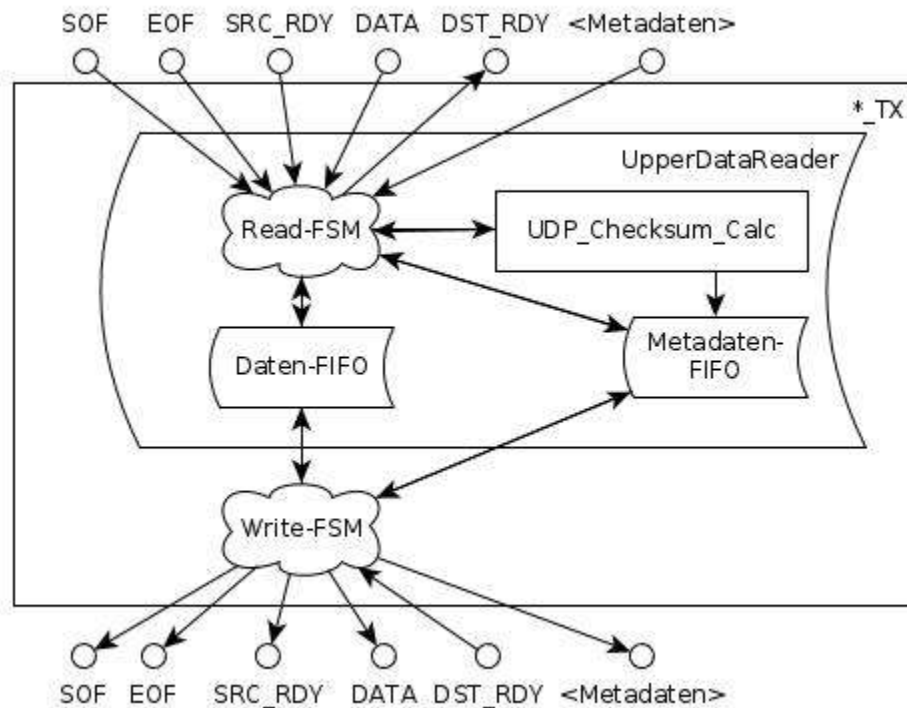 SOF EOF SRC_RDY DATA DST_RDY <Metadaten>
*_TX
UpperDataReader
Read-FSM UDP_Checksum_Calc
Daten-FIFO
Metadaten-
FIFO
Write-FSM
SOF EOF SRC_RDY DATA DST_RDY <Metadaten>